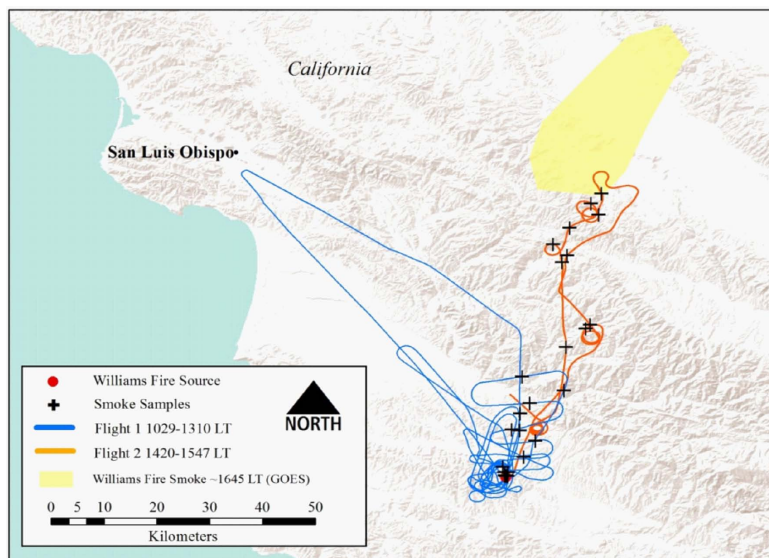 California
San Luis Obispo
Williams Fire Source
Smoke Samples
Flight 1 1029-1310 LT
Flight 2 1420-1547 LT
Williams Fire Smoke ~1645 LT (GOES)
NORTH
0 5 10 20 30 40 50
Kilometers